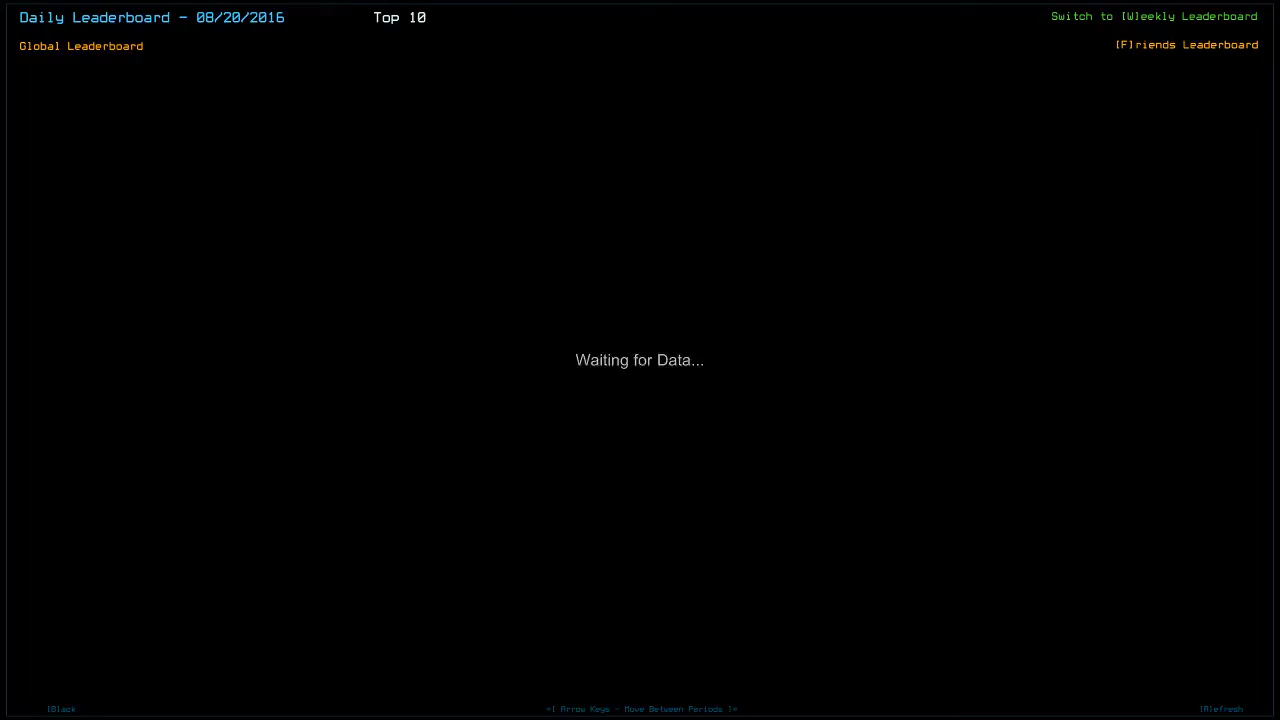 Daily Leaderboard - 08/20/2016 Top 10 Switch to [W]eekly Leaderboard
Global Leaderboard [F]riends Leaderboard
Waiting for Data...
[B]ack =[ Arrow Keys - Move Between Periods ]= [R]efresh